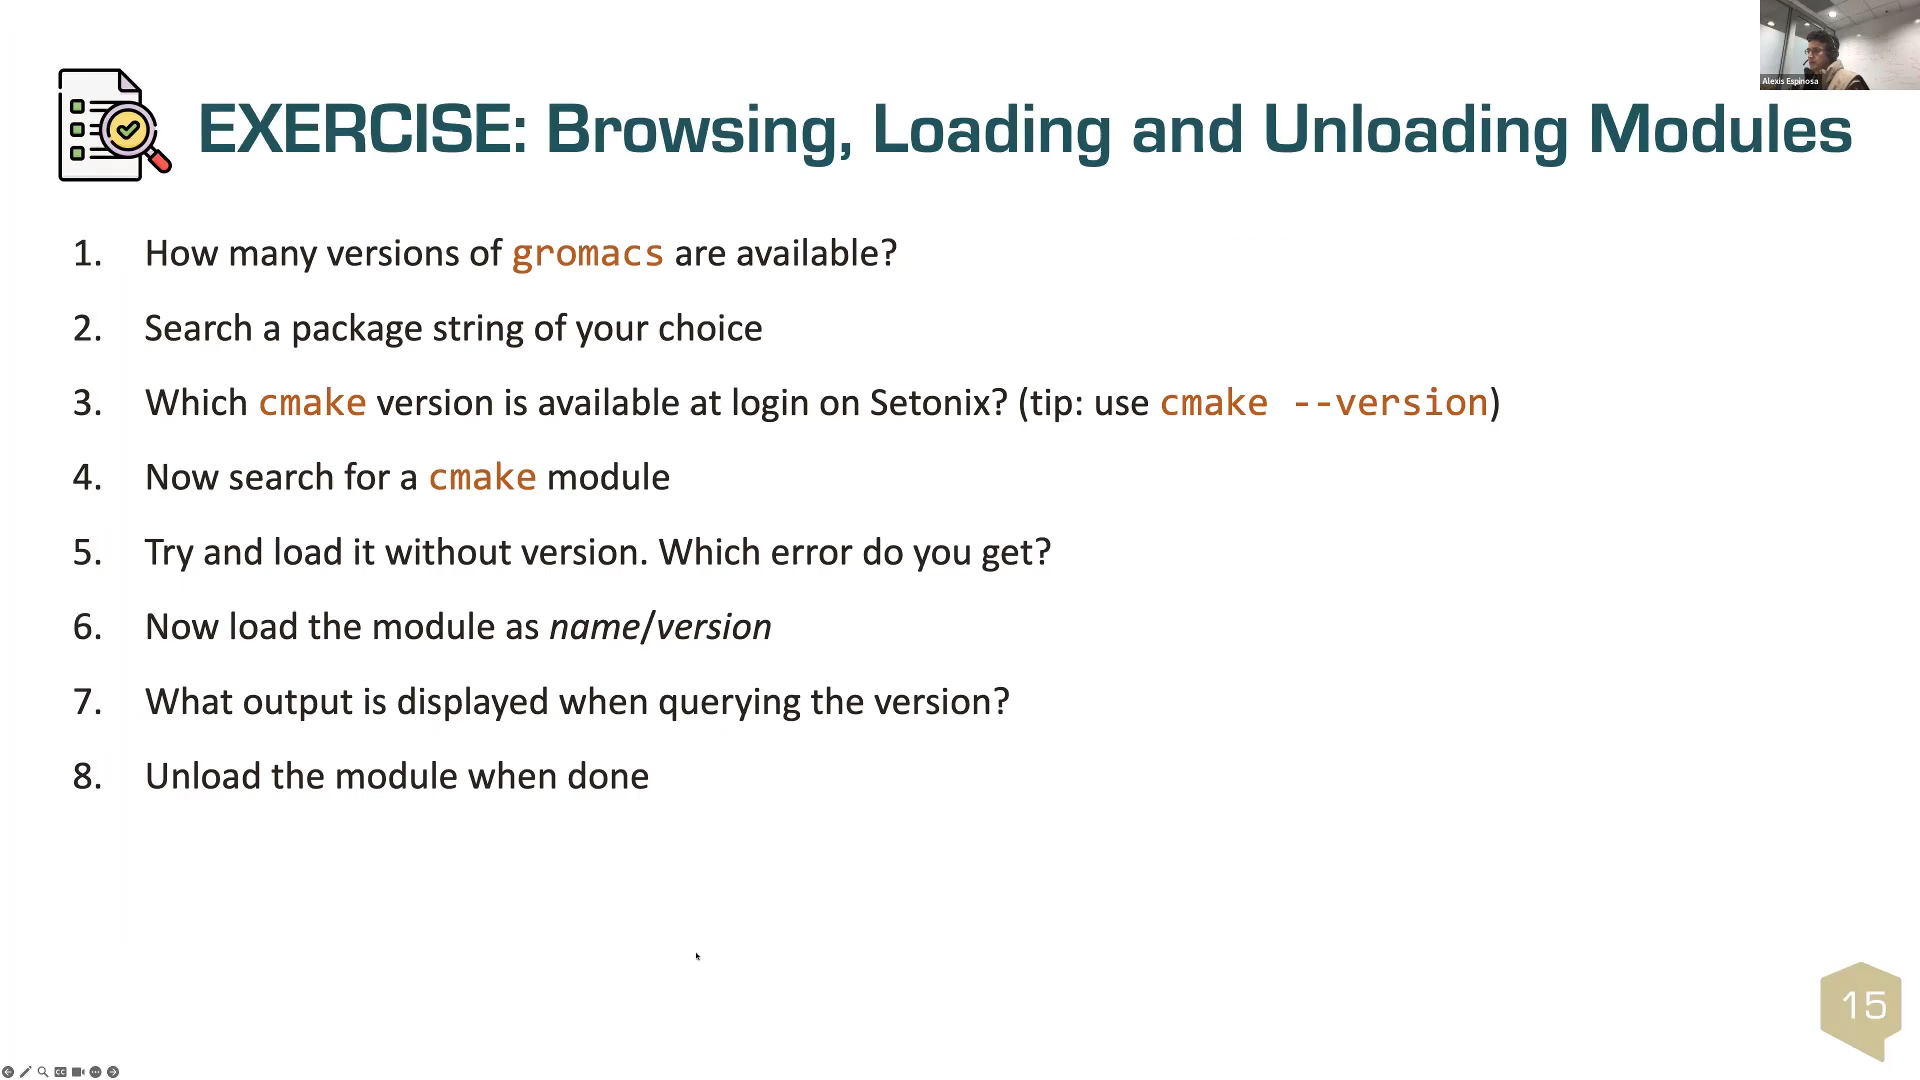 Alexis Espinosa
EXERCISE: Browsing, Loading and Unloading Modules
1. How many versions of gromacs are available?
2. Search a package string of your choice
3. Which cmake version is available at login on Setonix? (tip: use cmake --version)
4. Now search for a cmake module
5. Try and load it without version. Which error do you get?
6. Now load the module as name/version
7. What output is displayed when querying the version?
8. Unload the module when done
15